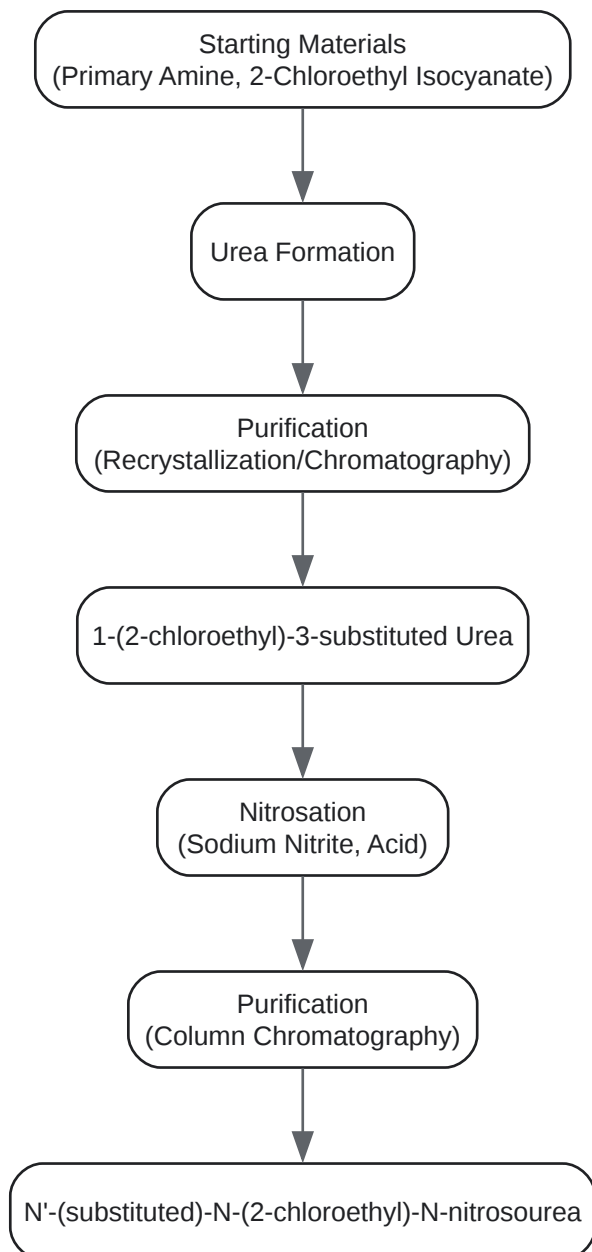 Starting Materials
(Primary Amine, 2-Chloroethyl Isocyanate)
Urea Formation
Purification
(Recrystallization/Chromatography)
1-(2-chloroethyl)-3-substituted Urea
Nitrosation
(Sodium Nitrite, Acid)
Purification
(Column Chromatography)
N'-(substituted)-N-(2-chloroethyl)-N-nitrosourea